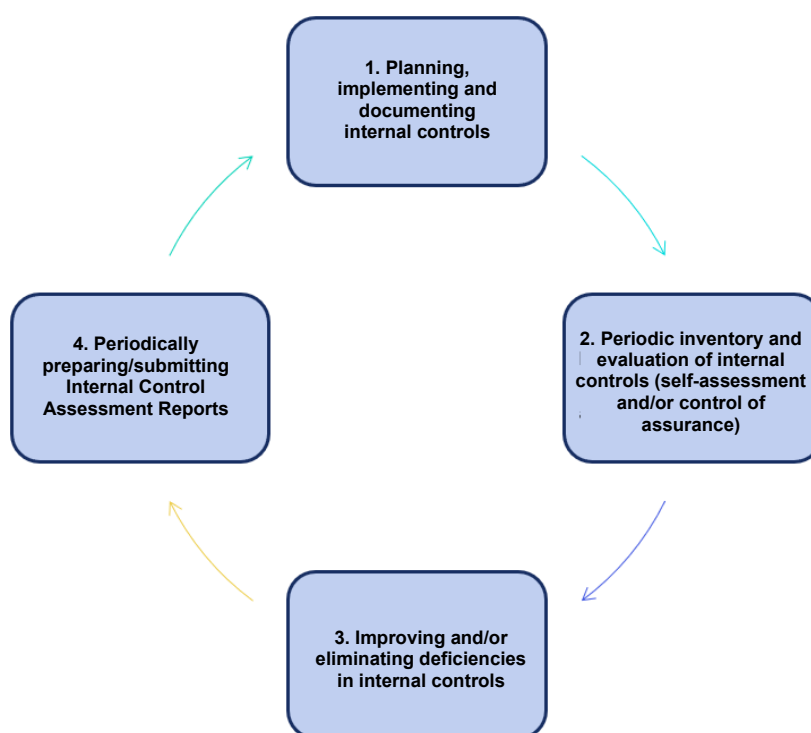 1. Planning,
implementing and
documenting
internal controls
2. Periodic inventory and
evaluation of internal
controls (self-assessment
and/or control of
assurance)
3. Improving and/or
eliminating deficiencies
in internal controls
4. Periodically
preparing/submitting
Internal Control
Assessment Reports